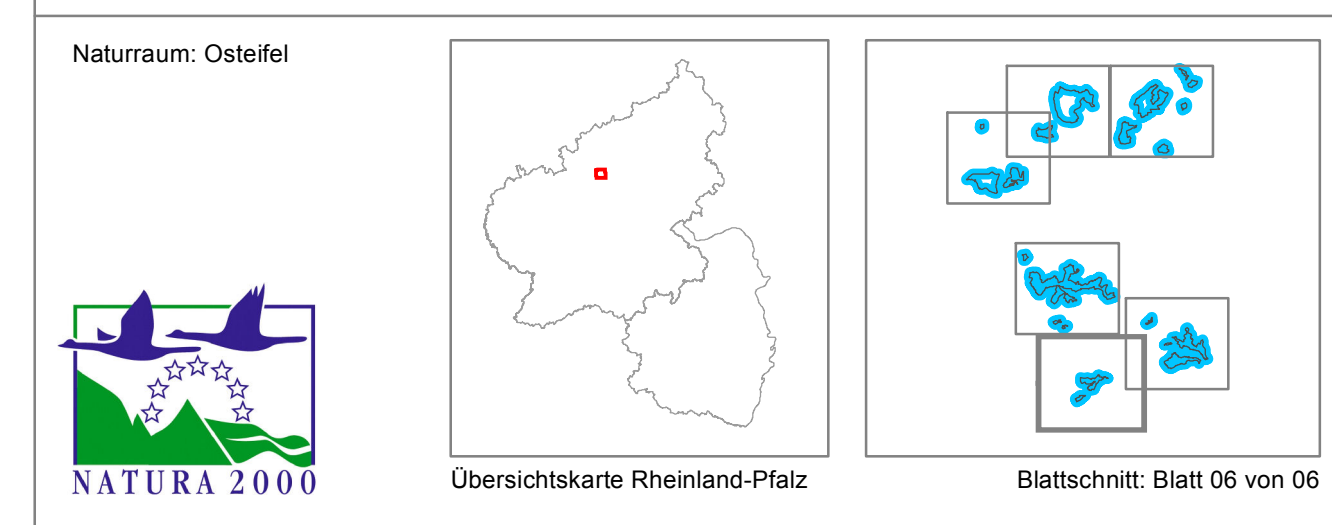 Naturraum: Osteifel
NATURA 2000
Übersichtskarte Rheinland-Pfalz
Blattschnitt: Blatt 06 von 06